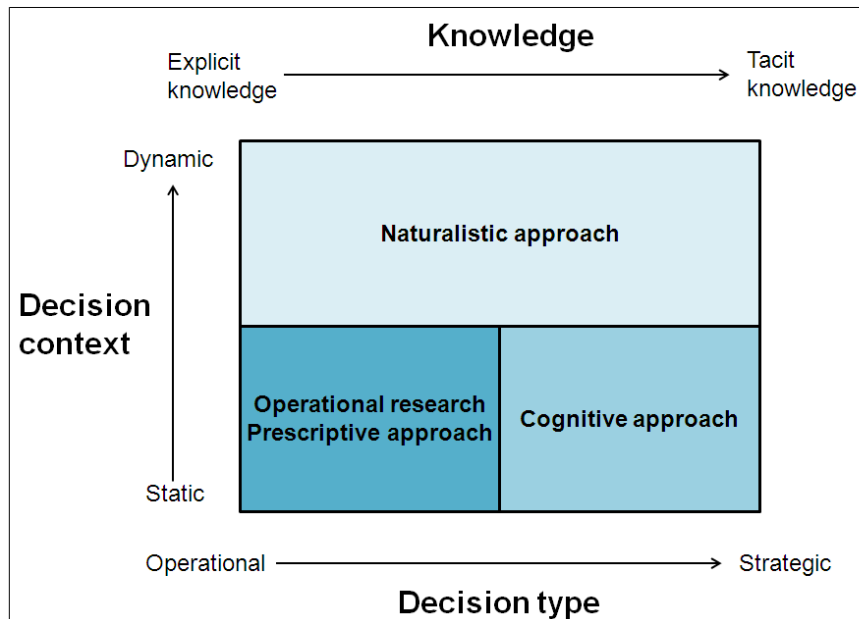 Knowledge
Explicit
knowledge
Tacit
knowledge
Dynamic
Naturalistic approach
Decision
context
Operational research
Prescriptive approach
Cognitive approach
Static
Operational
Strategic
Decision type